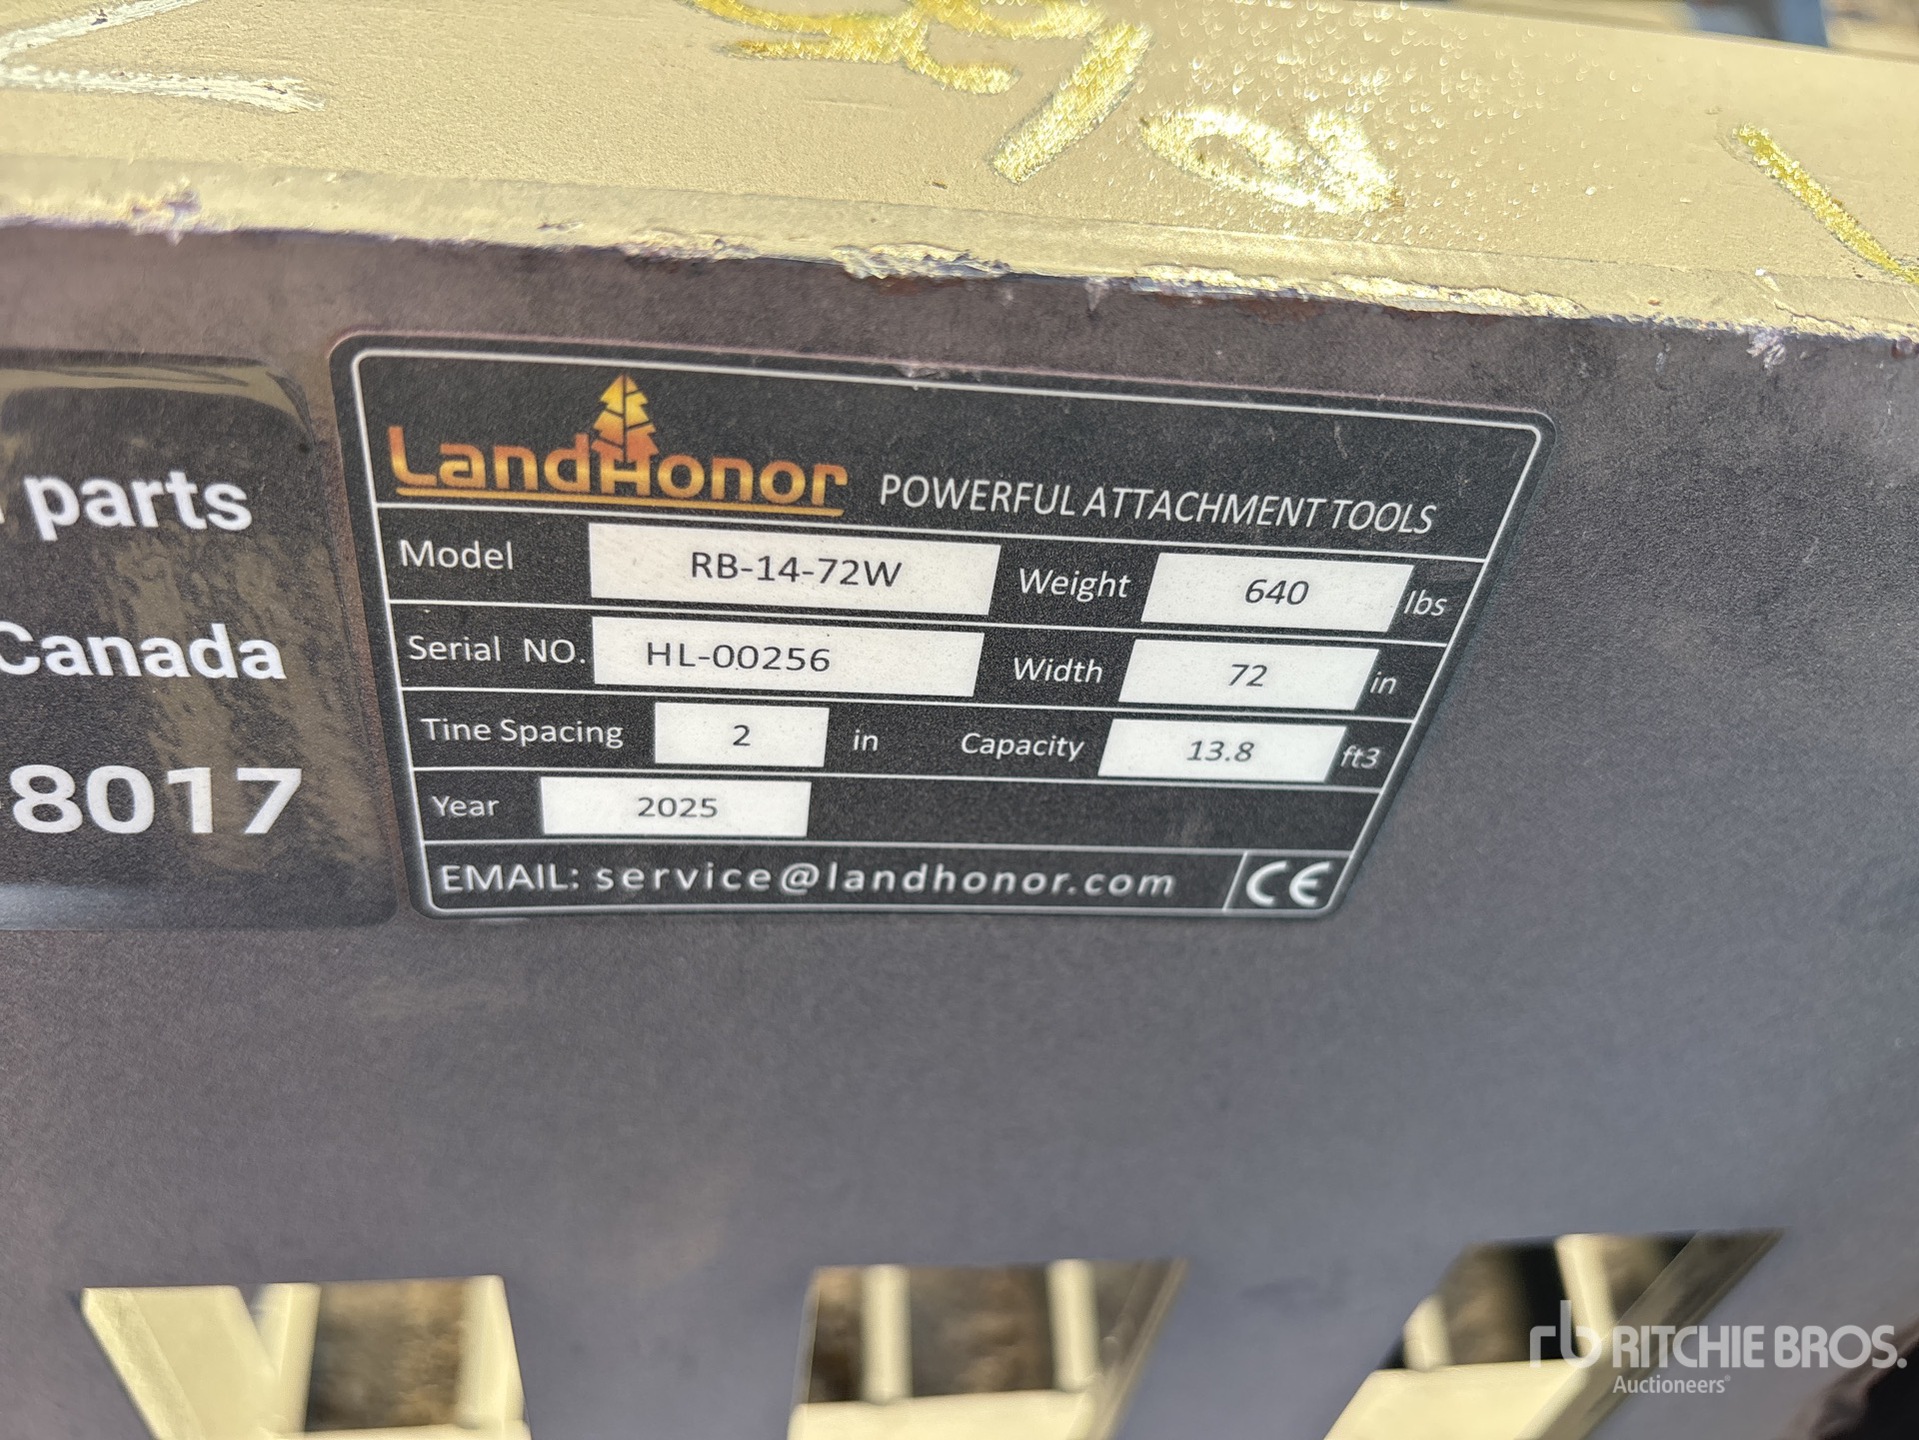 parts
Canada
8017
LandHonor POWERFUL ATTACHMENT TOOLS
Model RB-14-72W Weight 640 lbs
Serial NO. HL-00256 Width 72 in
Tine Spacing 2 in Capacity 13.8 ft3
Year 2025
EMAIL: service@landhonor.com CE
rb RITCHIE BROS.
Auctioneers